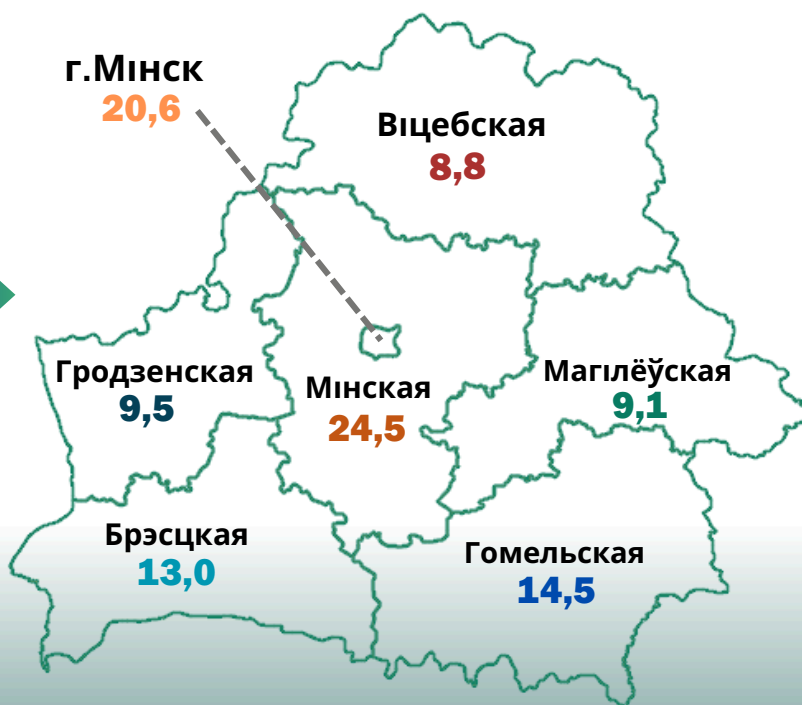 г.Мінск
20,6
Віцебская
8,8
Гродзенская
9,5
Мінская
24,5
Магілёўская
9,1
Брэсцкая
13,0
Гомельская
14,5